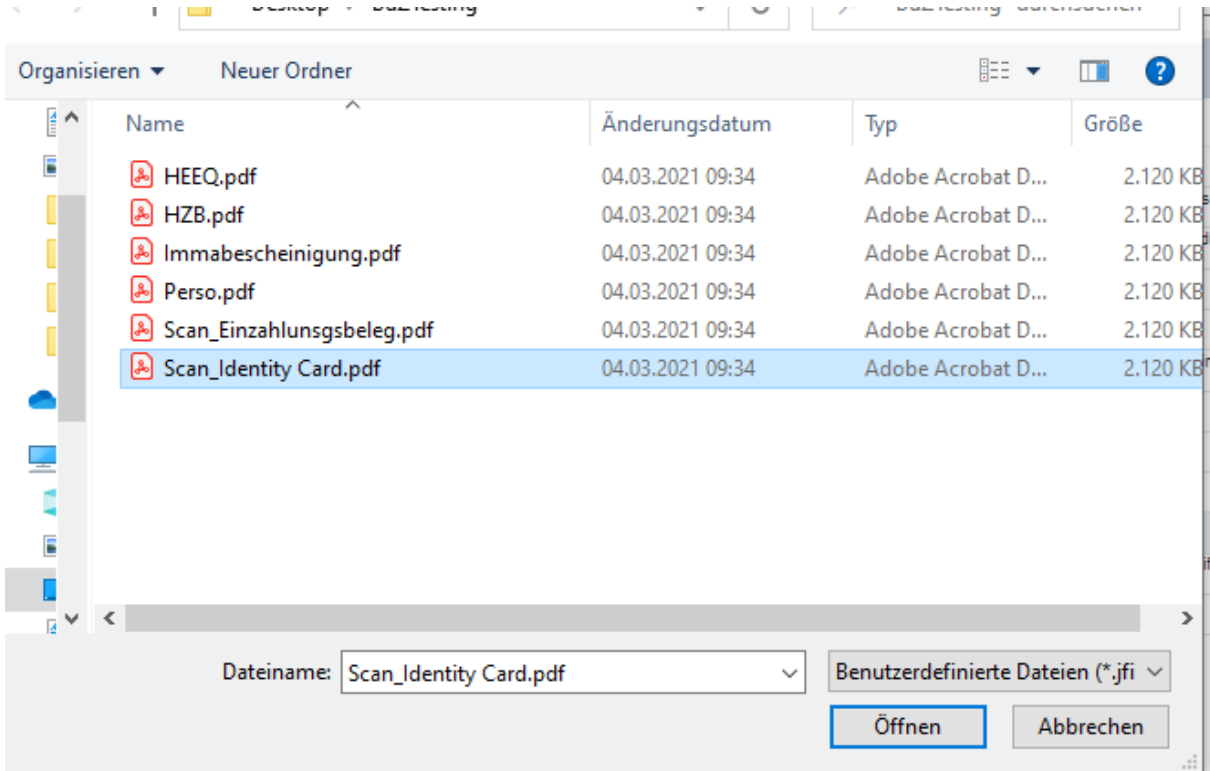 Organisieren Neuer Ordner
Name Änderungsdatum Typ Größe
HEEQ.pdf 04.03.2021 09:34 Adobe Acrobat D... 2.120 KB
HZB.pdf 04.03.2021 09:34 Adobe Acrobat D... 2.120 KB
Immabescheinigung.pdf 04.03.2021 09:34 Adobe Acrobat D... 2.120 KB
Perso.pdf 04.03.2021 09:34 Adobe Acrobat D... 2.120 KB
Scan_Einzahlunsgsbeleg.pdf 04.03.2021 09:34 Adobe Acrobat D... 2.120 KB
Scan_Identity Card.pdf 04.03.2021 09:34 Adobe Acrobat D... 2.120 KB
Dateiname: Scan_Identity Card.pdf Benutzerdefinierte Dateien (*.jfi
Öffnen Abbrechen